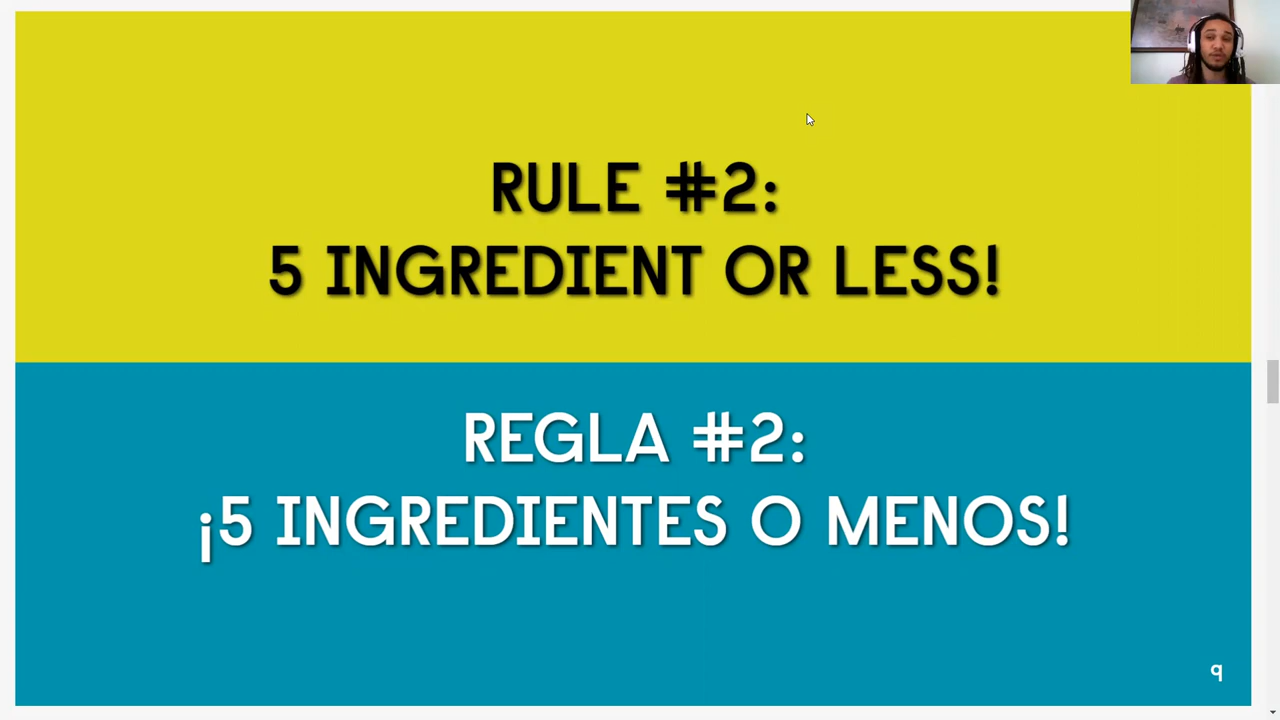 RULE #2:
5 INGREDIENT OR LESS!
REGLA #2:
¡5 INGREDIENTES O MENOS!
9